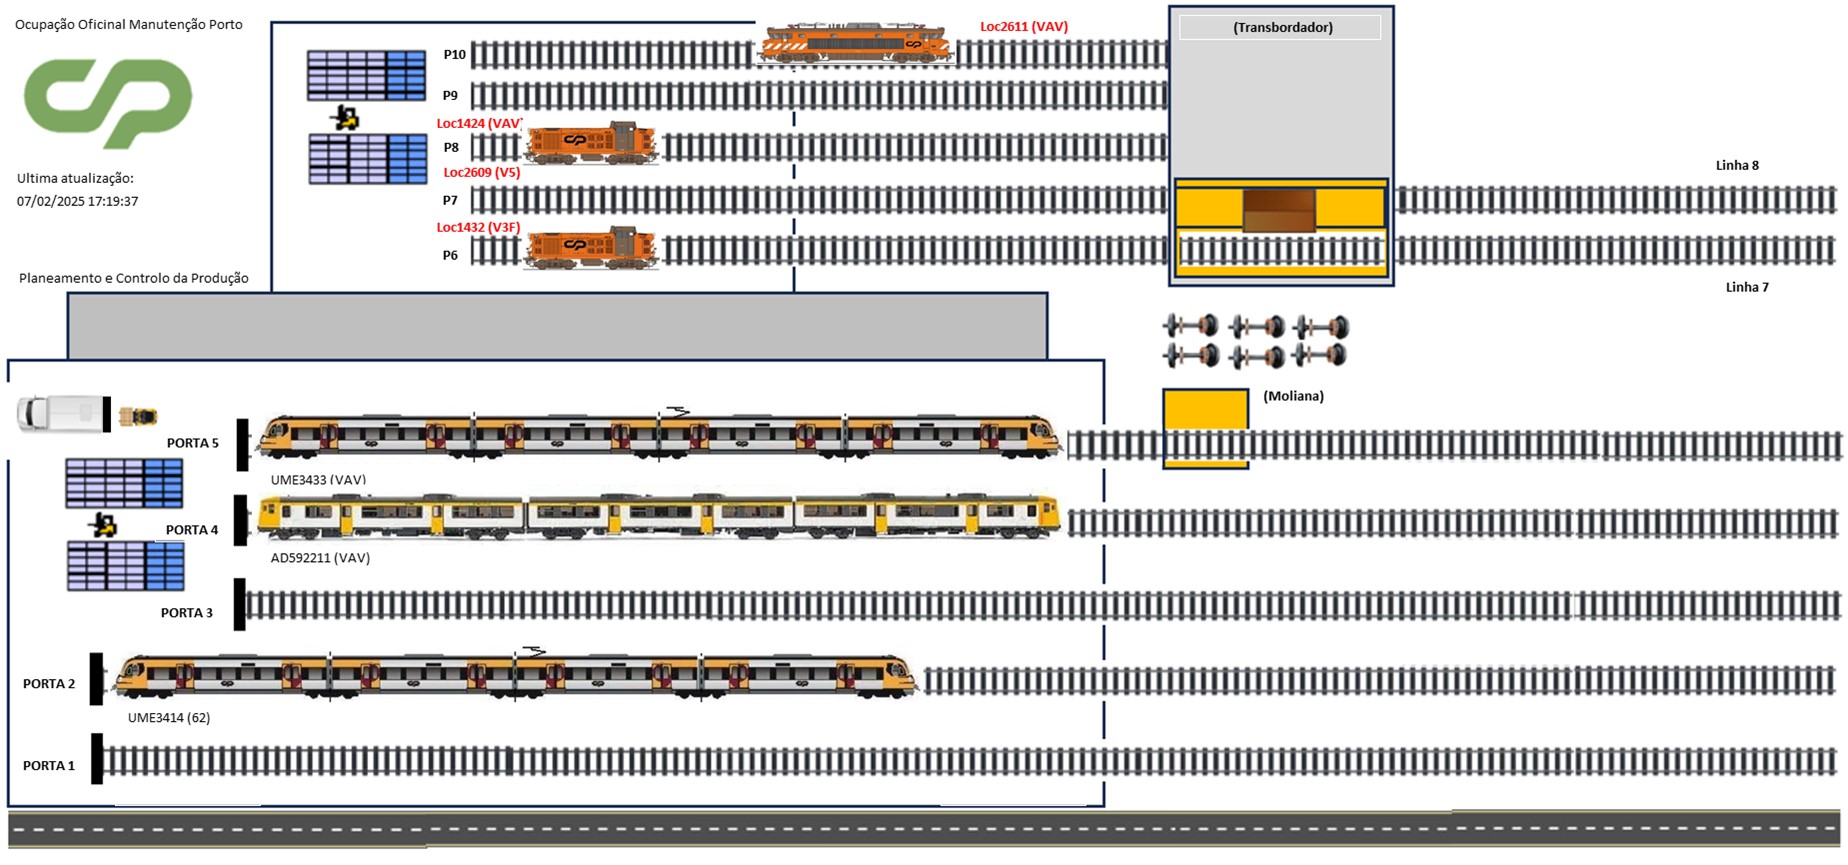 Ocupação Oficinal Manutenção Porto
Loc2611 (VAV)
(Transbordador)
P10
P9
Loc1424 (VAV)
P8
Linha 8
Ultima atualização:
07/02/2025 17:19:37
Loc2609 (V5)
P7
Loc1432 (V3F)
P6
Planeamento e Controlo da Produção
Linha 7
(Moliana)
PORTA 5
UME3433 (VAV)
PORTA 4
AD592211 (VAV)
PORTA 3
PORTA 2
UME3414 (62)
PORTA 1